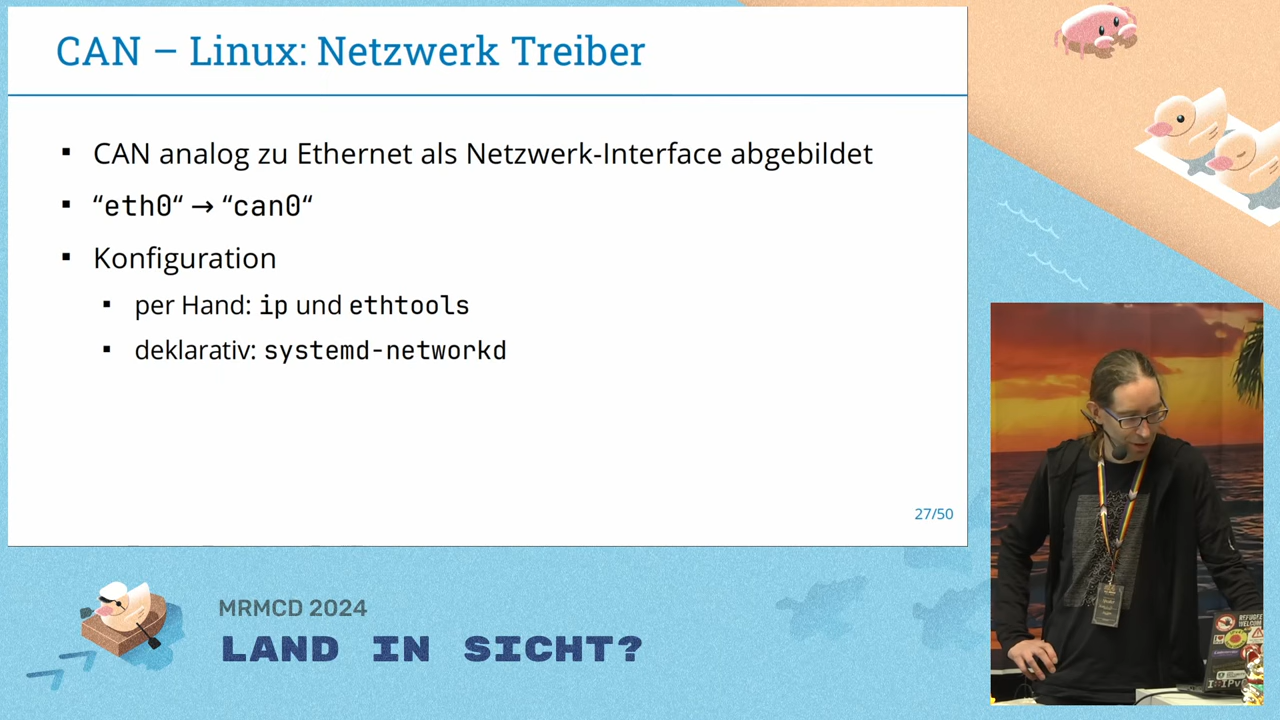 CAN – Linux: Netzwerk Treiber
▪ CAN analog zu Ethernet als Netzwerk-Interface abgebildet
▪ “eth0“ → “can0“
▪ Konfiguration
▪ per Hand: ip und ethtools
▪ deklarativ: systemd-networkd
27/50
MRMCD 2024
LAND IN SICHT?
REFUGEES
WELCOME